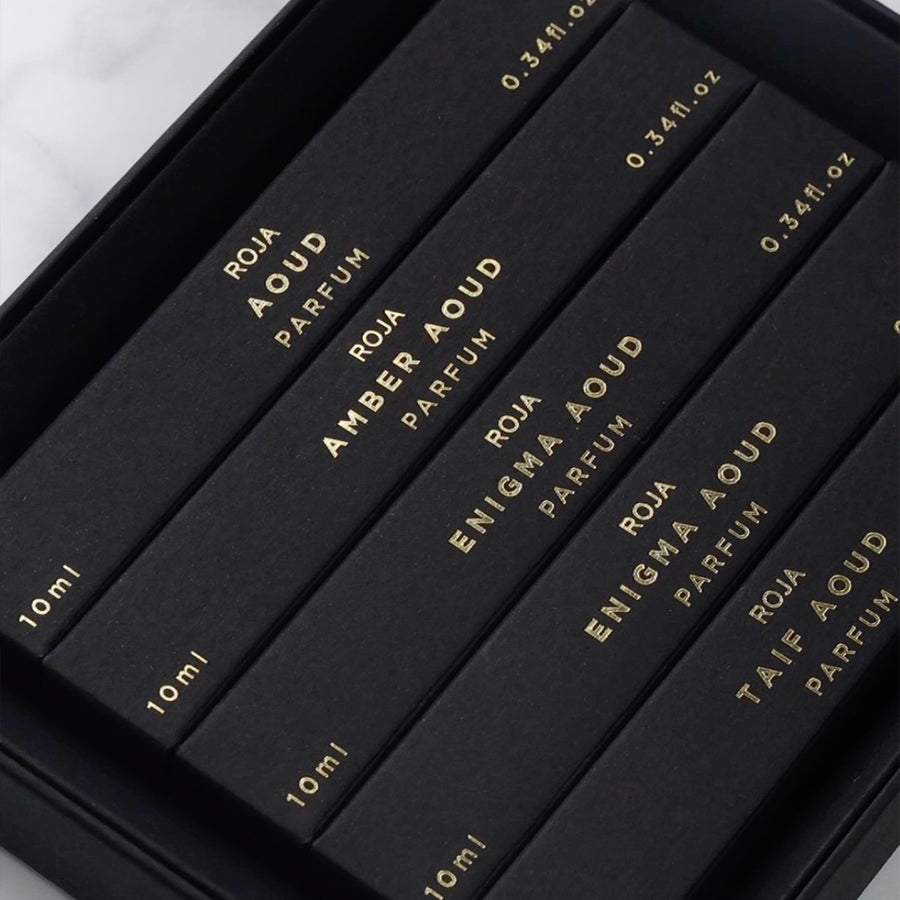 0.34fl.oz
ROJA
AOUD
PARFUM
10ml
0.34fl.oz
ROJA
AMBER AOUD
PARFUM
10ml
0.34fl.oz
ROJA
ENIGMA AOUD
PARFUM
10ml
ROJA
ENIGMA AOUD
PARFUM
10ml
ROJA
TAIF AOUD
PARFUM